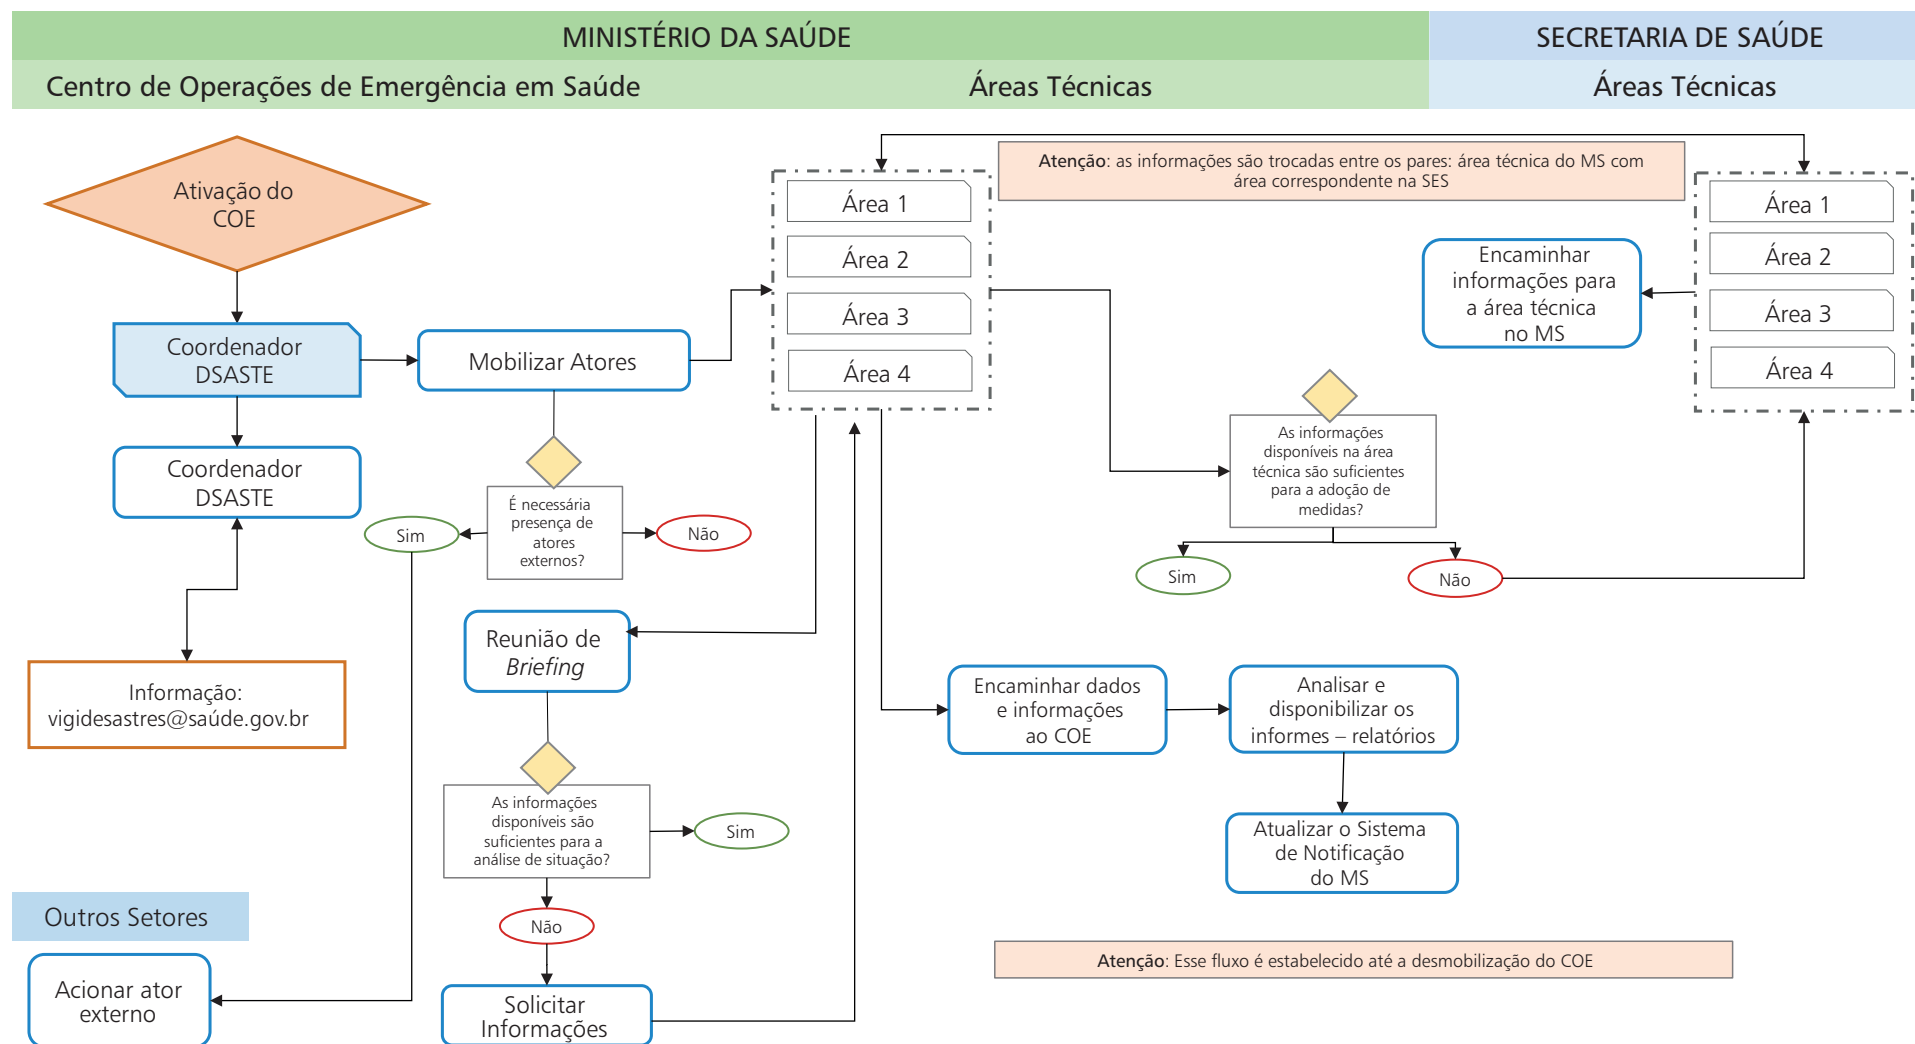 MINISTÉRIO DA SAÚDE
SECRETARIA DE SAÚDE
Centro de Operações de Emergência em Saúde
Áreas Técnicas
Áreas Técnicas
Ativação do
COE
Coordenador
DSASTE
Coordenador
DSASTE
Informação:
vigidesastres@saúde.gov.br
Outros Setores
Acionar ator
externo
Mobilizar Atores
É necessária
presença de
atores
externos?
Sim
Não
Reunião de
Briefing
As informações
disponíveis são
suficientes para a
análise de situação?
Sim
Não
Solicitar
Informações
Área 1
Área 2
Área 3
Área 4
Atenção: as informações são trocadas entre os pares: área técnica do MS com
área correspondente na SES
As informações
disponíveis na área
técnica são suficientes
para a adoção de
medidas?
Sim
Não
Encaminhar
informações para
a área técnica
no MS
Área 1
Área 2
Área 3
Área 4
Encaminhar dados
e informações
ao COE
Analisar e
disponibilizar os
informes – relatórios
Atualizar o Sistema
de Notificação
do MS
Atenção: Esse fluxo é estabelecido até a desmobilização do COE